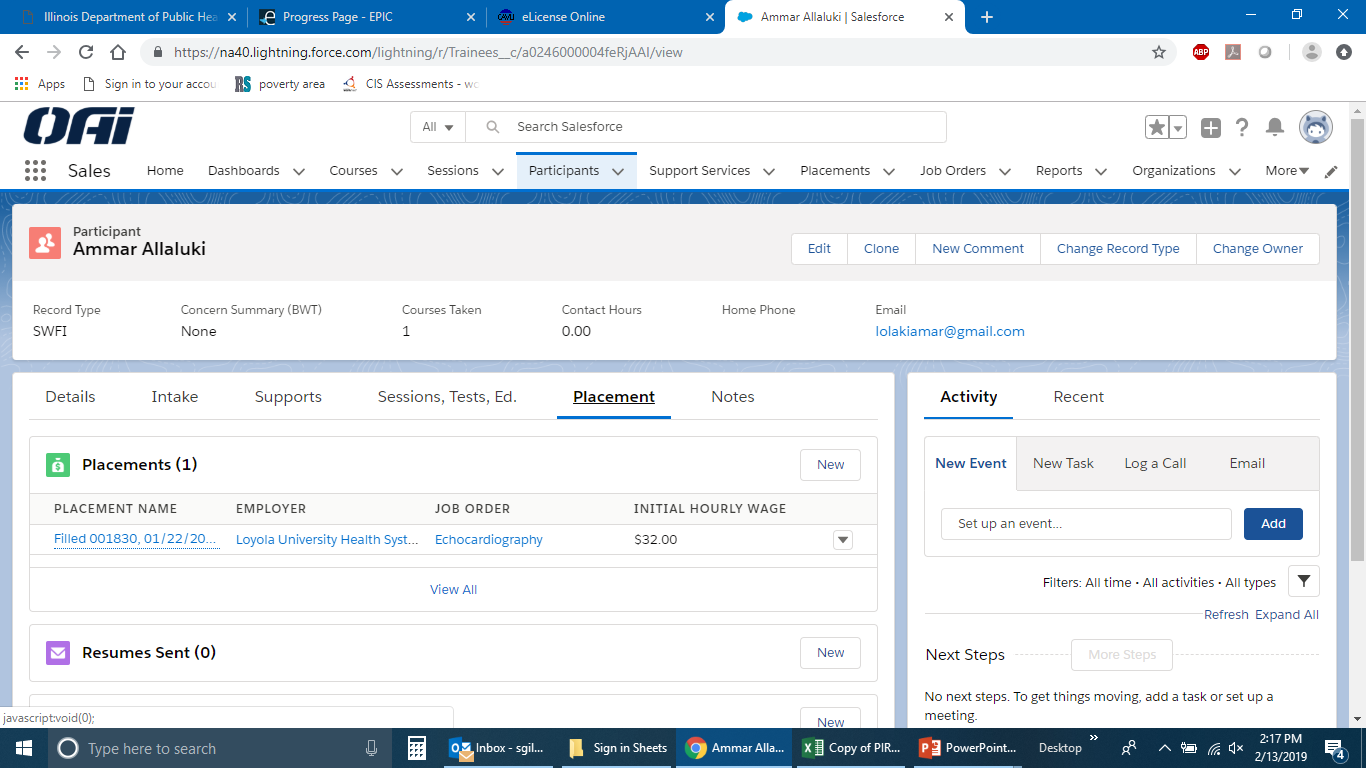 Illinois Department of Public Hea
Progress Page - EPIC
eLicense Online
Ammar Allaluki | Salesforce
https://na40.lightning.force.com/lightning/r/Trainees__c/a0246000004feRjAAI/view
ABP
Apps
Sign in to your accou
RS
poverty area
CIS Assessments - wo
OAi
All
Search Salesforce
Sales
Home
Dashboards
Courses
Sessions
Participants
Support Services
Placements
Job Orders
Reports
Organizations
More
Participant
Ammar Allaluki
Edit
Clone
New Comment
Change Record Type
Change Owner
Record Type
Concern Summary (BWT)
Courses Taken
Contact Hours
Home Phone
Email
SWFI
None
1
0.00
lolakiamar@gmail.com
Details
Intake
Supports
Sessions, Tests, Ed.
Placement
Notes
Placements (1)
New
PLACEMENT NAME
EMPLOYER
JOB ORDER
INITIAL HOURLY WAGE
Filled 001830, 01/22/20...
Loyola University Health Syst...
Echocardiography
$32.00
View All
Resumes Sent (0)
New
New
Activity
Recent
New Event
New Task
Log a Call
Email
Set up an event...
Add
Filters: All time • All activities • All types
Refresh
Expand All
Next Steps
More Steps
No next steps. To get things moving, add a task or set up a
meeting.
javascript:void(0);
Type here to search
Inbox - sgil...
Sign in Sheets
Ammar Alla...
Copy of PIR...
PowerPoint...
Desktop
2:17 PM
2/13/2019
4